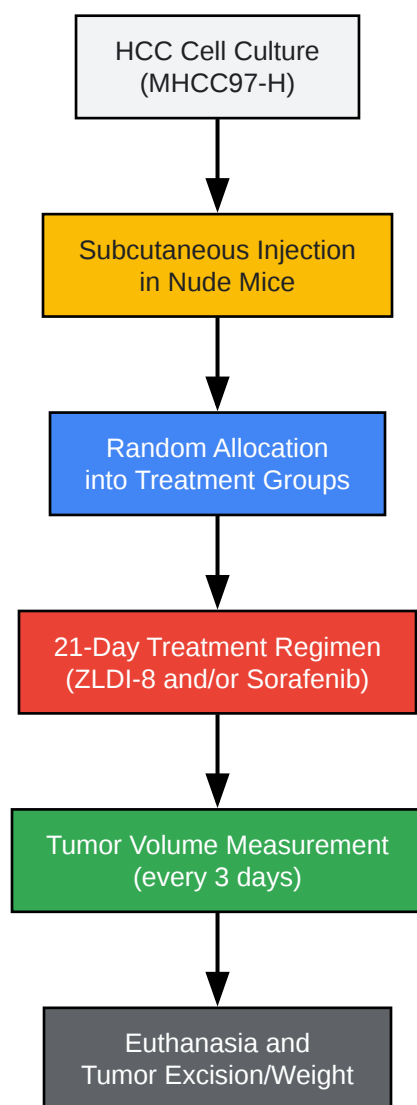 HCC Cell Culture
(MHCC97-H)
Subcutaneous Injection
in Nude Mice
Random Allocation
into Treatment Groups
21-Day Treatment Regimen
(ZLDI-8 and/or Sorafenib)
Tumor Volume Measurement
(every 3 days)
Euthanasia and
Tumor Excision/Weight